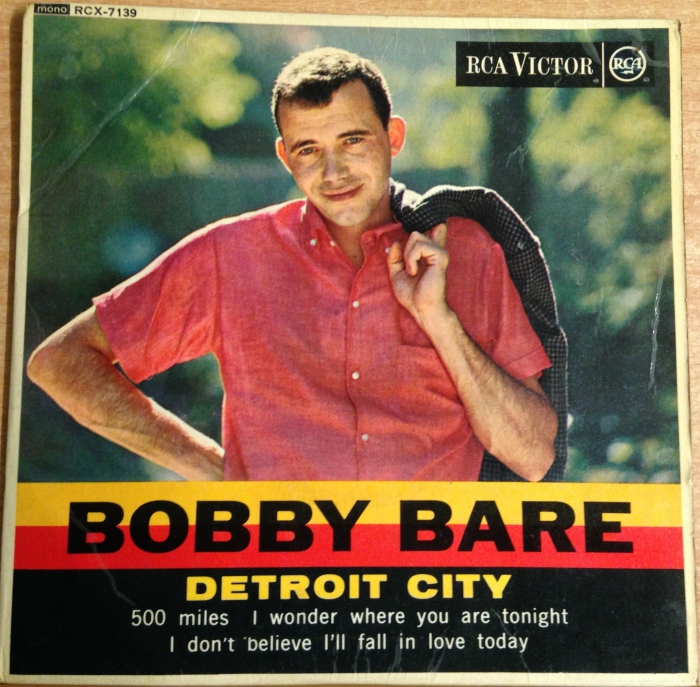 mono RCX-7139
RCA VICTOR RCA
BOBBY BARE
DETROIT CITY
500 miles I wonder where you are tonight
I don't believe I'll fall in love today